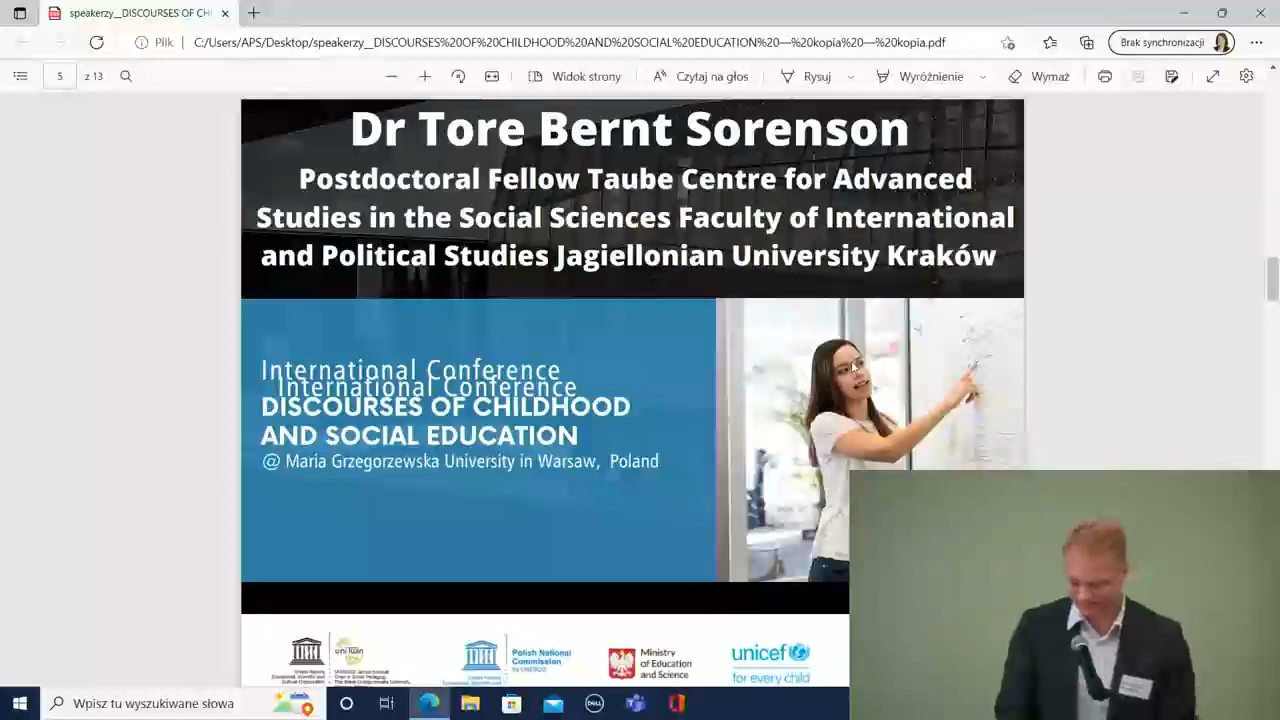 speakerzy__DISCOURSES OF CHI
Plik
C:/Users/APS/Desktop/speakerzy__DISCOURSES%20OF%20CHILDHOOD%20AND%20SOCIAL%20EDUCATION%20—%20kopia%20—%20kopia.pdf
Brak synchronizacji
5
z 13
Widok strony
Czytaj na głos
Rysuj
Wyróżnienie
Wymaż
Dr Tore Bernt Sorenson
Postdoctoral Fellow Taube Centre for Advanced
Studies in the Social Sciences Faculty of International
and Political Studies Jagiellonian University Kraków
International Conference
International Conference
DISCOURSES OF CHILDHOOD
AND SOCIAL EDUCATION
@ Maria Grzegorzewska University in Warsaw, Poland
Polish National
Commission
for UNESCO
Ministry
of Education
and Science
unicef
for every child
Wpisz tu wyszukiwane słowa
DELL